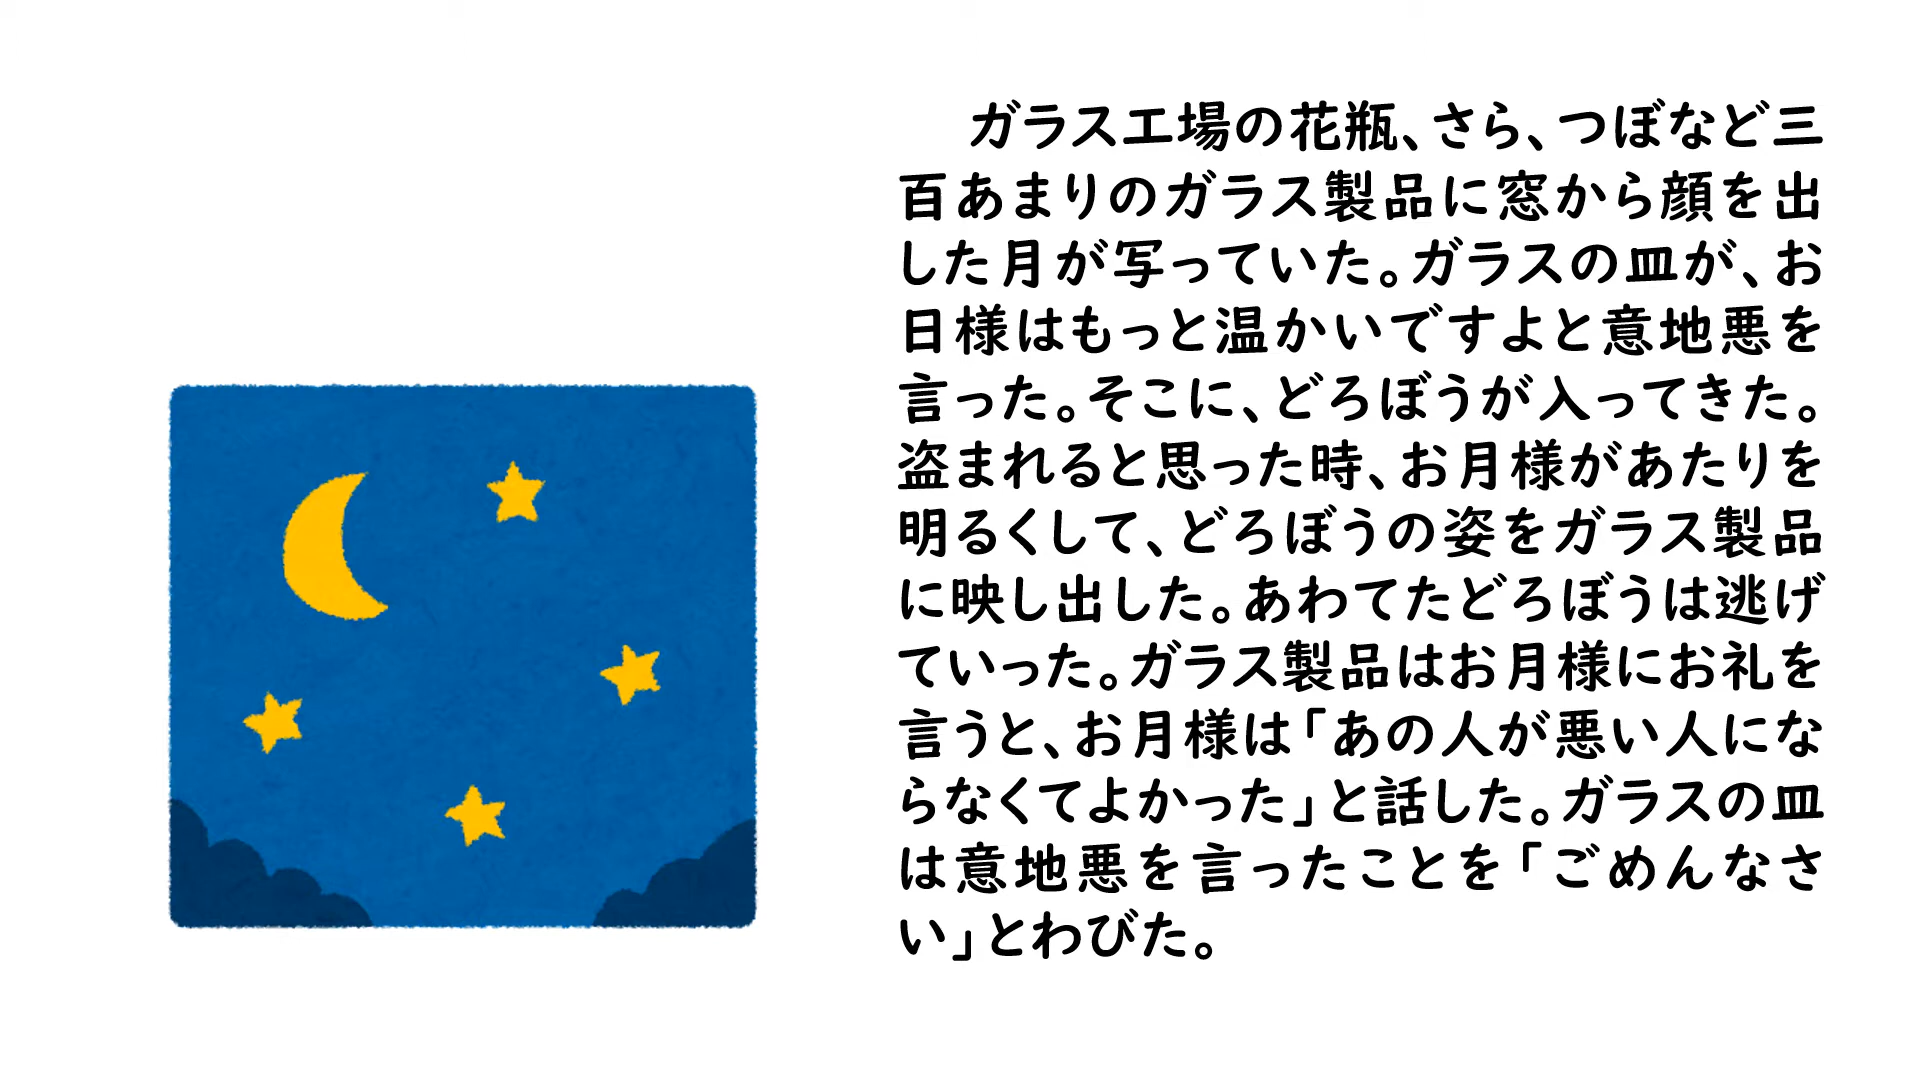 ガラス工場の花瓶、さら、つぼなど三
百あまりのガラス製品に窓から顔を出
した月が写っていた。ガラスの皿が、お
日様はもっと温かいですよと意地悪を
言った。そこに、どろぼうが入ってきた。
盗まれると思った時、お月様があたりを
明るくして、どろぼうの姿をガラス製品
に映し出した。あわてたどろぼうは逃げ
ていった。ガラス製品はお月様にお礼を
言うと、お月様は「あの人が悪い人にな
らなくてよかった」と話した。ガラスの皿
は意地悪を言ったことを「ごめんなさ
い」とわびた。